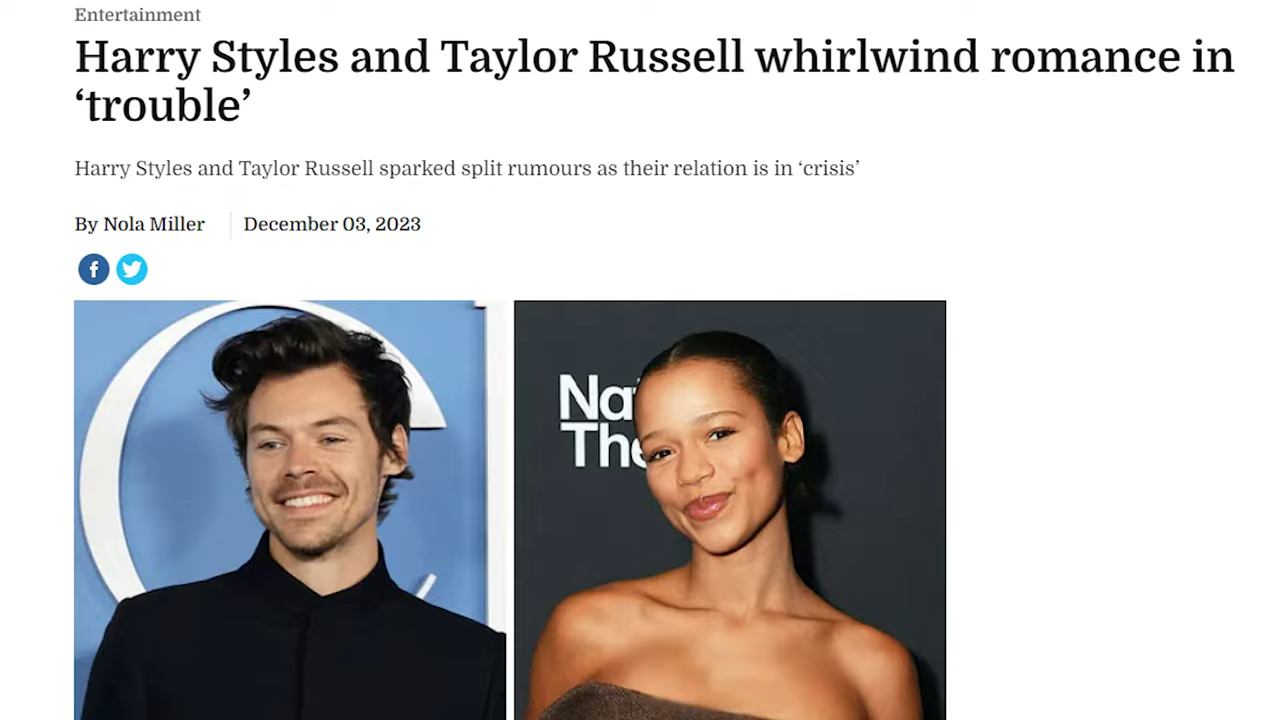 Entertainment
Harry Styles and Taylor Russell whirlwind romance in
‘trouble’
Harry Styles and Taylor Russell sparked split rumours as their relation is in ‘crisis’
By Nola Miller
December 03, 2023
Na
The